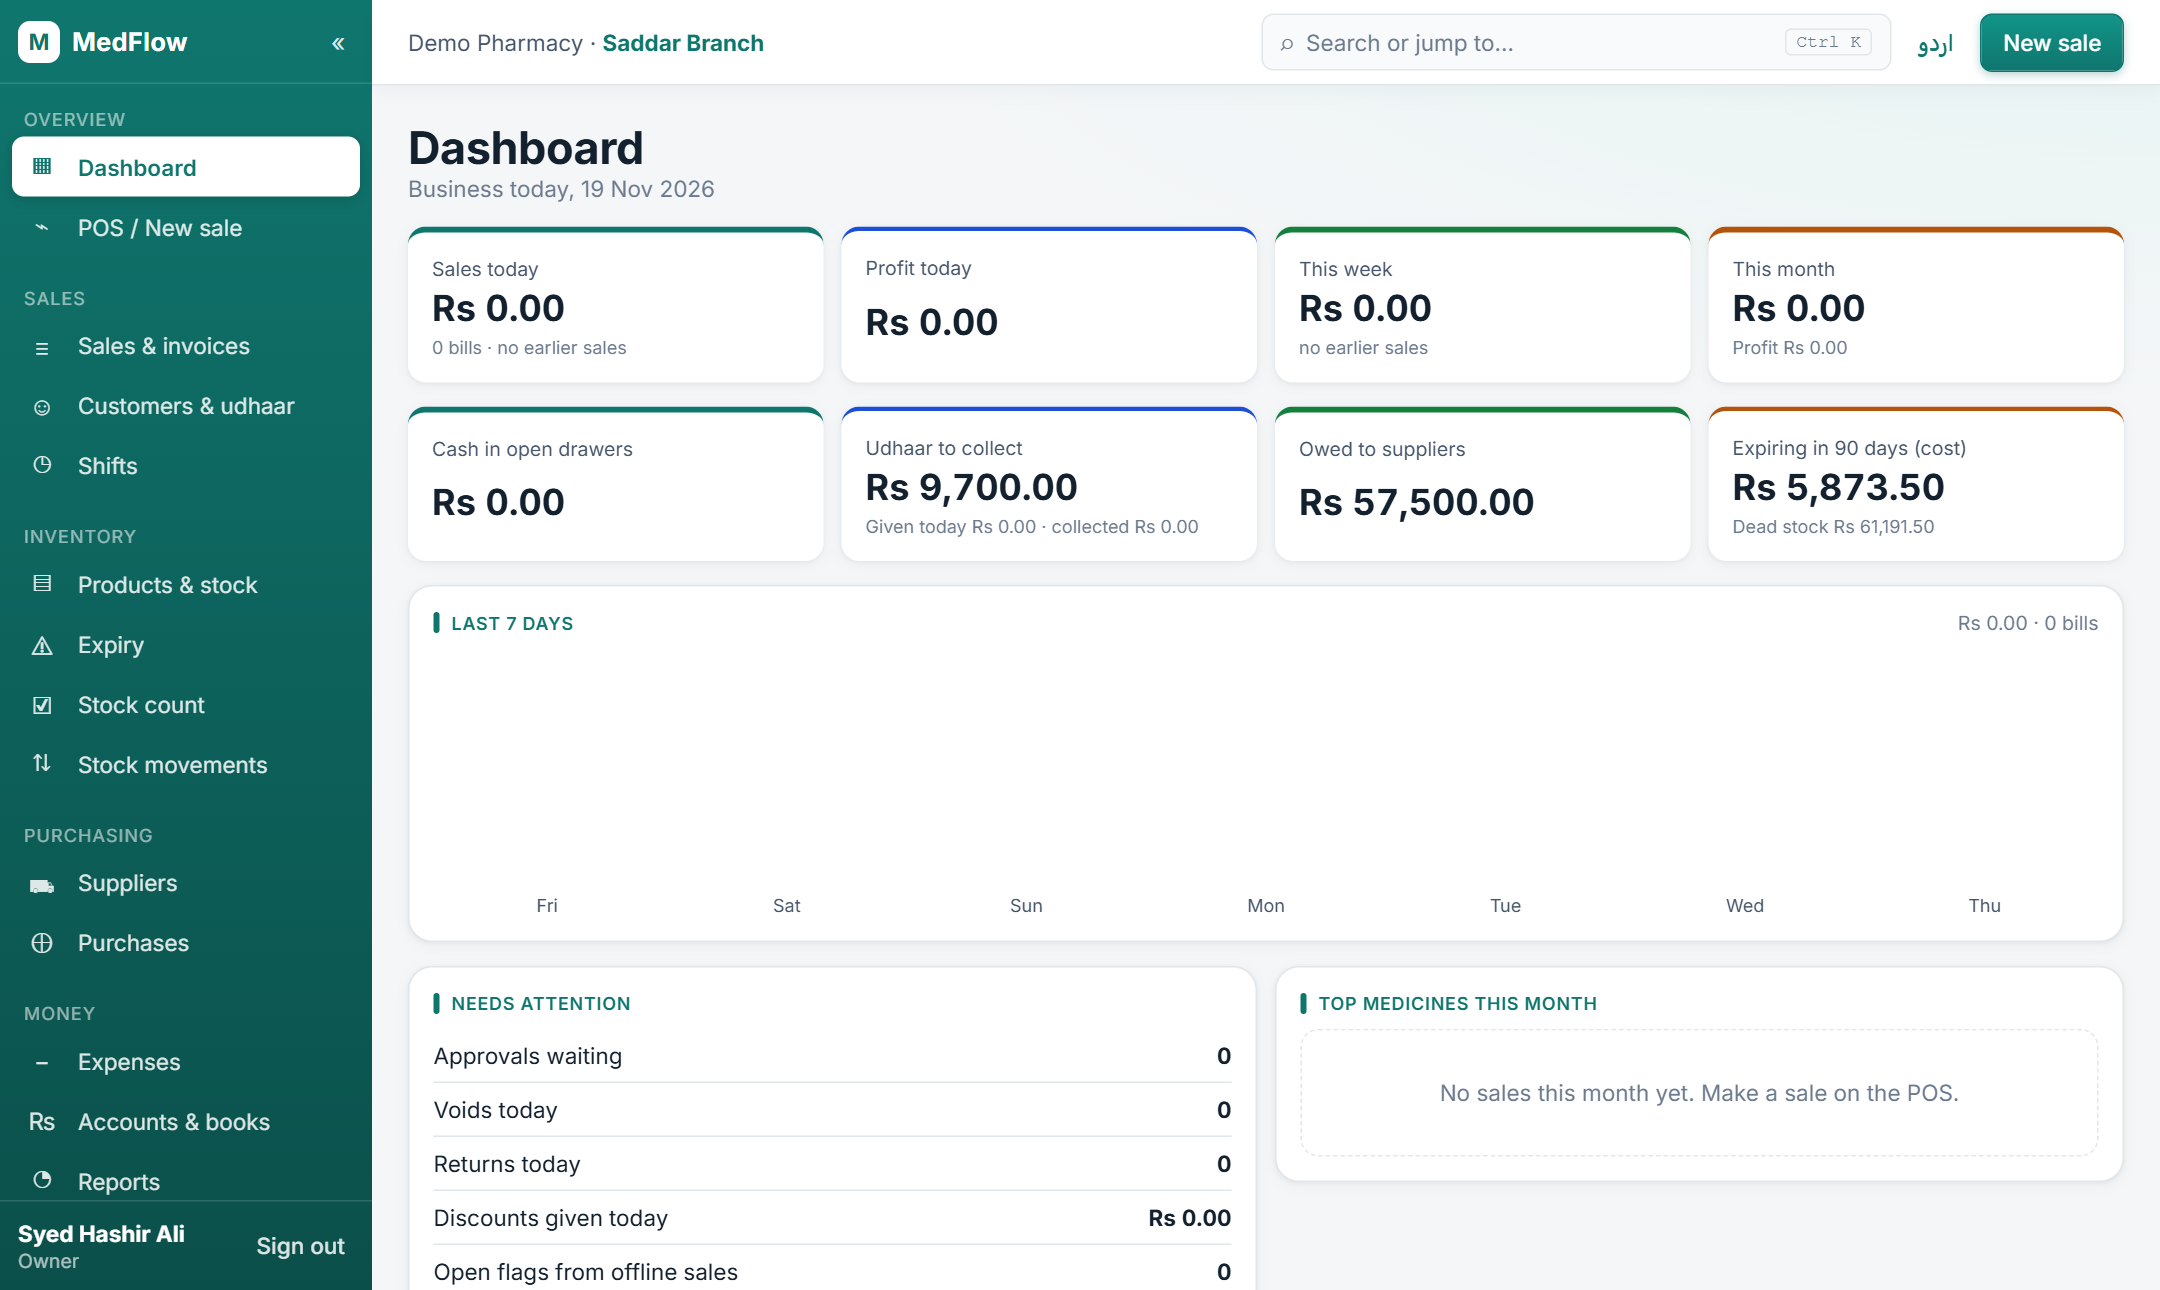 M MedFlow «
OVERVIEW
Dashboard
POS / New sale
SALES
Sales & invoices
Customers & udhaar
Shifts
INVENTORY
Products & stock
Expiry
Stock count
Stock movements
PURCHASING
Suppliers
Purchases
MONEY
Expenses
Rs Accounts & books
Reports
Syed Hashir Ali
Owner
Sign out
Demo Pharmacy · Saddar Branch
Search or jump to...
Ctrl K
اردو
New sale
Dashboard
Business today, 19 Nov 2026
Sales today
Rs 0.00
0 bills · no earlier sales
Profit today
Rs 0.00
This week
Rs 0.00
no earlier sales
This month
Rs 0.00
Profit Rs 0.00
Cash in open drawers
Rs 0.00
Udhaar to collect
Rs 9,700.00
Given today Rs 0.00 · collected Rs 0.00
Owed to suppliers
Rs 57,500.00
Expiring in 90 days (cost)
Rs 5,873.50
Dead stock Rs 61,191.50
LAST 7 DAYS
Rs 0.00 · 0 bills
Fri Sat Sun Mon Tue Wed Thu
NEEDS ATTENTION
Approvals waiting 0
Voids today 0
Returns today 0
Discounts given today Rs 0.00
Open flags from offline sales 0
TOP MEDICINES THIS MONTH
No sales this month yet. Make a sale on the POS.